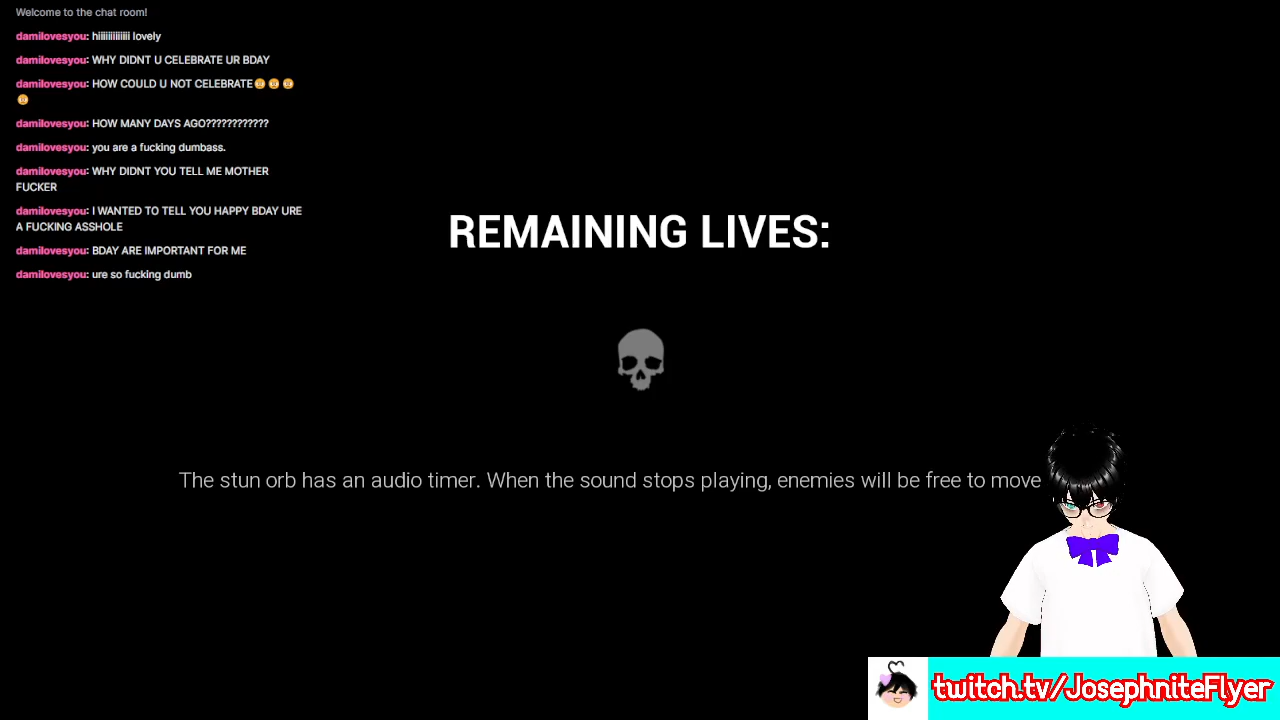 Welcome to the chat room!
damilovesyou: hiiiiiiiiiiiiii lovely
damilovesyou: WHY DIDNT U CELEBRATE UR BDAY
damilovesyou: HOW COULD U NOT CELEBRATE
damilovesyou: HOW MANY DAYS AGO????????????
damilovesyou: you are a fucking dumbass.
damilovesyou: WHY DIDNT YOU TELL ME MOTHER
FUCKER
damilovesyou: I WANTED TO TELL YOU HAPPY BDAY URE
A FUCKING ASSHOLE
damilovesyou: BDAY ARE IMPORTANT FOR ME
damilovesyou: ure so fucking dumb
REMAINING LIVES:
The stun orb has an audio timer. When the sound stops playing, enemies will be free to move
twitch.tv/JosephniteFlyer